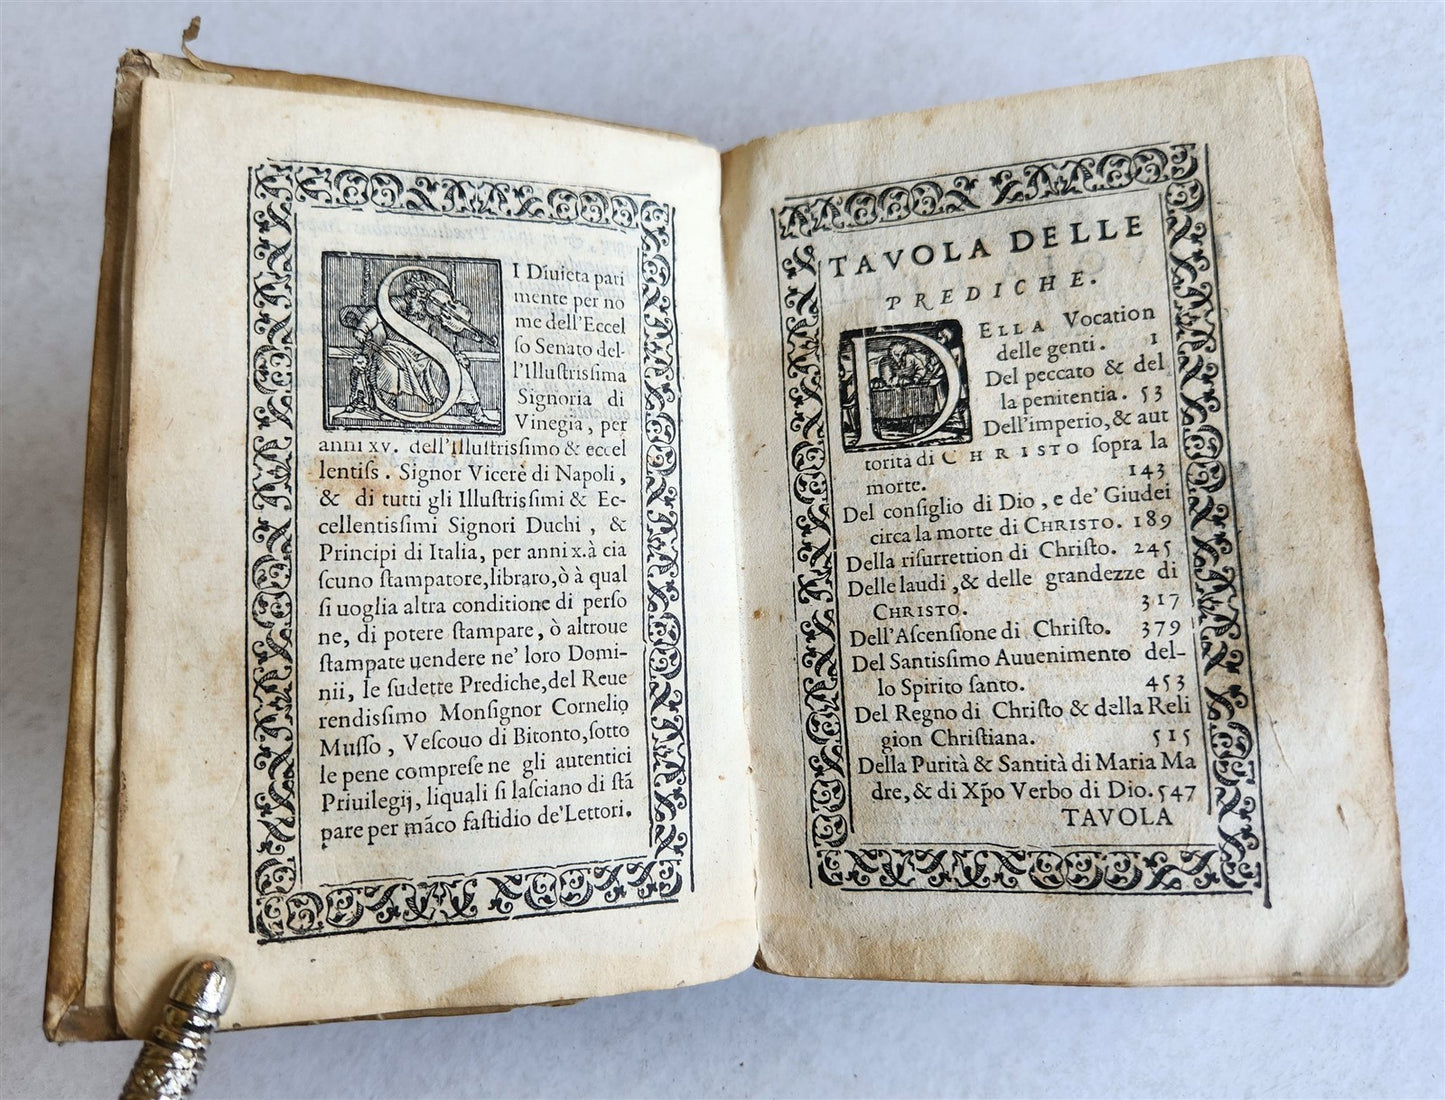 SI Diuieta pari
mente per no
me dell'Eccel
so Senato del-
l'Illustrissima
Signoria di
Vinegia, per
anni xv. dell'Illustrissimo & eccel
lentiss. Signor Vicerè di Napoli,
& di tutti gli Illustrissimi & Ec-
cellentissimi Signori Duchi, &
Principi di Italia, per anni x. à cia
scuno stampatore, libraro, ò à qual
si uoglia altra conditione di perso
ne, di potere stampare, ò altroue
stampate uendere ne' loro Domi-
nii, le sudette Prediche, del Reue
rendissimo Monsignor Cornelio
Musso, Vescouo di Bitonto, sotto
le pene comprese ne gli autentici
Priuilegij, liquali si lasciano di stã
pare per mãco fastidio de'Lettori.
TAVOLA DELLE
PREDICHE.
DELLA Vocation
delle genti. 1
Del peccato & del
la penitentia. 53
Dell'imperio, & aut
torita di CHRISTO sopra la
morte. 143
Del consiglio di Dio, e de' Giudei
circa la morte di CHRISTO. 189
Della risurrettion di Christo. 245
Delle laudi, & delle grandezze di
CHRISTO. 317
Dell'Ascensione di Christo. 379
Del Santissimo Auuenimento del-
lo Spirito santo. 453
Del Regno di Christo & della Reli
gion Christiana. 515
Della Purità & Santità di Maria Ma
dre, & di Xp̃o Verbo di Dio. 547
TAVOLA